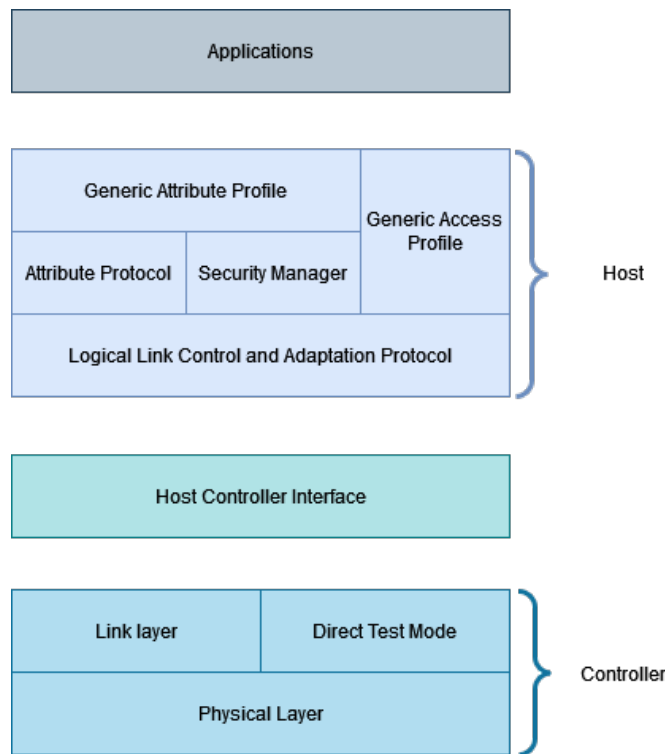 Applications
Generic Attribute Profile
Generic Access
Profile
Attribute Protocol
Security Manager
Host
Logical Link Control and Adaptation Protocol
Host Controller Interface
Link layer
Direct Test Mode
Controller
Physical Layer